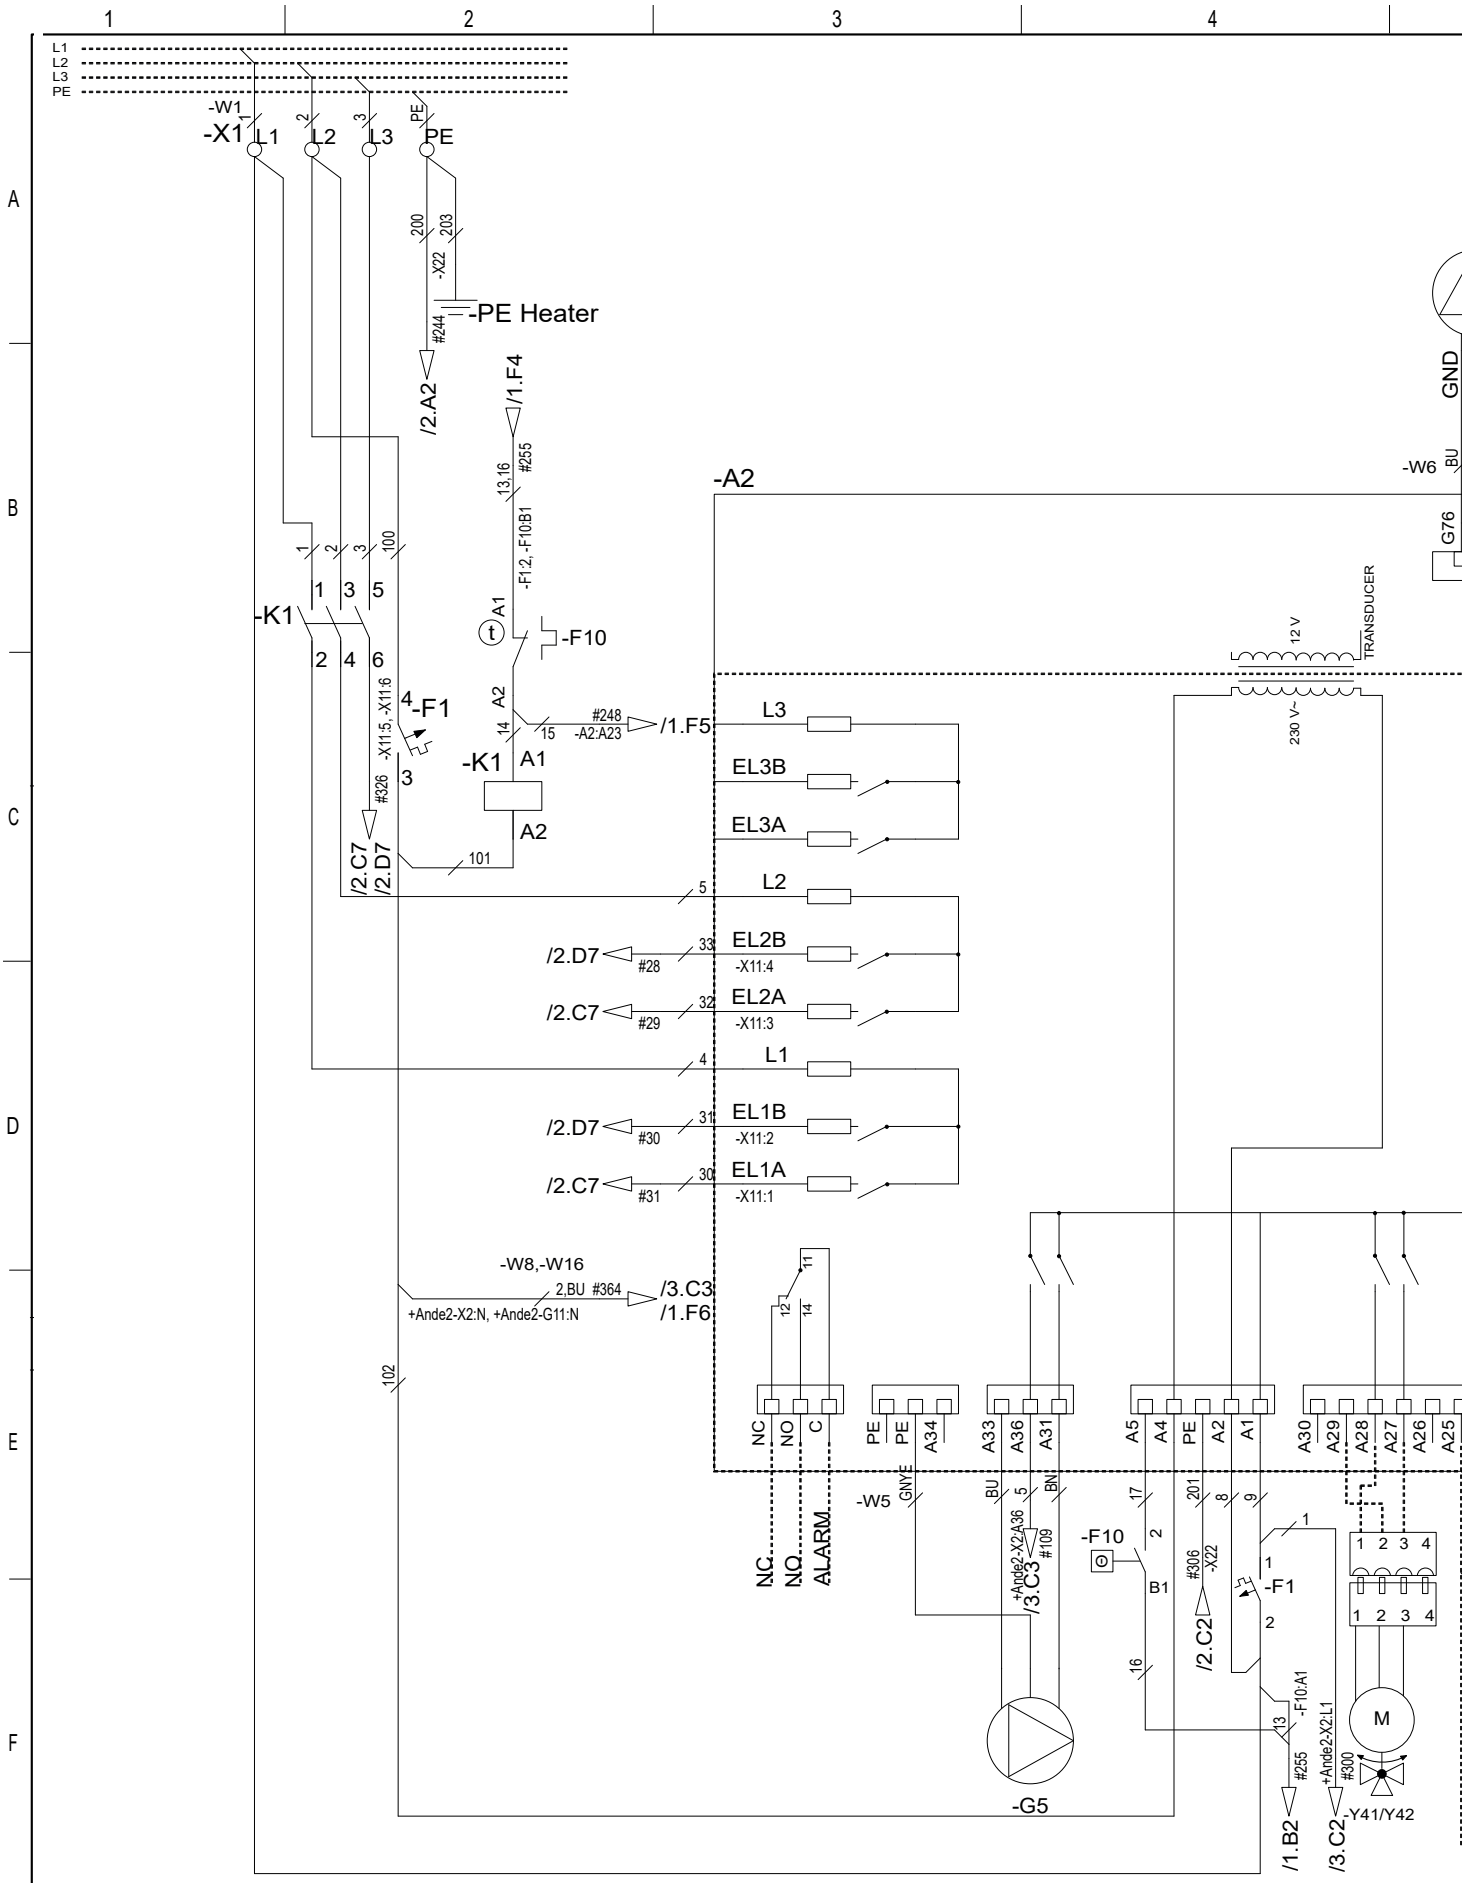 1 2 3 4
L1
L2
L3
PE
-W1 1 2 3 PE
-X1 L1 L2 L3 PE
A
200 203
-X22
-PE Heater
#244
/2.A2
/1.F4
GND
13,16 #255
-A2
-W6 BU
B
-F1:2, -F10:B1
G76
1 2 3 100
1 3 5
-K1
A1
t -F10
12 V
TRANSDUCER
2 4 6
-X11:5, -X11:6
4 -F1
A2
#248
14 15 -A2:A23 /1.F5
L3
230 V~
-K1 A1
3
#326
EL3B
C
A2
EL3A
/2.C7
/2.D7
101
5 L2
/2.D7 #28 33 EL2B
-X11:4
/2.C7 #29 32 EL2A
-X11:3
4 L1
D
/2.D7 #30 31 EL1B
-X11:2
/2.C7 #31 30 EL1A
-X11:1
-W8,-W16
2,BU #364 /3.C3
/1.F6
+Ande2-X2:N, +Ande2-G11:N
11
12 14
102
E
NC NO C PE PE A34 A33 A36 A31 A5 A4 PE A2 A1 A30 A29 A28 A27 A26 A25
-W5 GNYE BU 5 BN 17 201 8 9
NC NO ALARM
+Ande2-X2:A36
/3.C3
#109
-F10 2
B1
#306
-X22
/2.C2
1
1
-F1
2
1 2 3 4
1 2 3 4
16
13
-F10:A1
#255
/1.B2
+Ande2-X2:L1
#300
/3.C2
M
F
-G5
-Y41/Y42